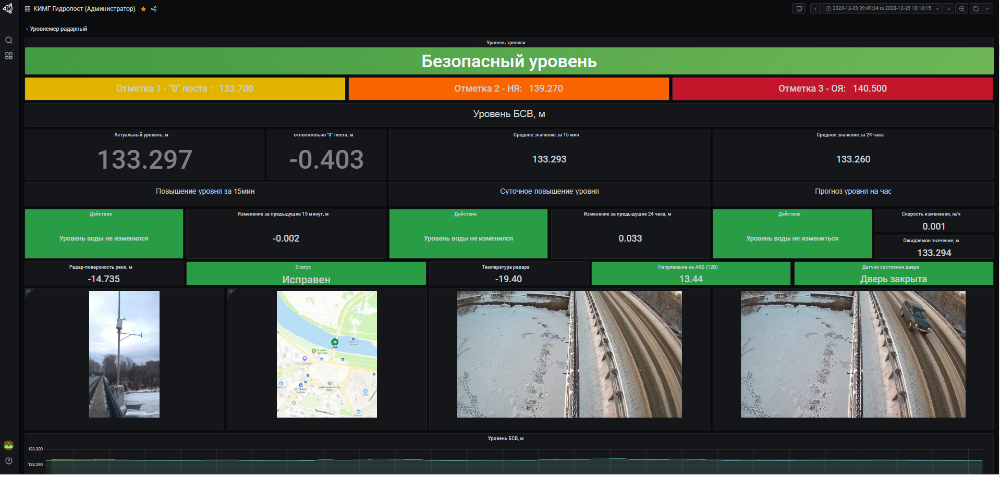 КИМГ Гидропост (Администратор)
2020-12-29 09:49:24 to 2020-12-29 10:18:15
Уровнемер радарный
Уровень тревоги
Безопасный уровень
Отметка 1 - "0" поста : 133.700
Отметка 2 - НЯ: 139.270
Отметка 3 - ОЯ: 140.500
Уровень БСВ, м
Актуальный уровень, м
133.297
относительно "0" поста, м
-0.403
Среднее значение за 15 мин
133.293
Среднее значение за 24 часа
133.260
Повышение уровня за 15мин
Суточное повышение уровня
Прогноз уровня на час
Действие
Уровень воды не изменился
Изменение за предыдущие 15 минут, м
-0.002
Действие
Уровень воды не изменился
Изменение за предыдущие 24 часа, м
0.033
Действие
Уровень воды не измениться
Скорость изменения, м/ч
0.001
Ожидаемое значение, м
133.294
Радар-поверхность реки, м
-14.735
Статус
Исправен
Температура радара
-19.40
Напряжение на АКБ (12В)
13.44
Датчик состояния двери
Дверь закрыта
Уровень БСВ, м
133.300
133.290